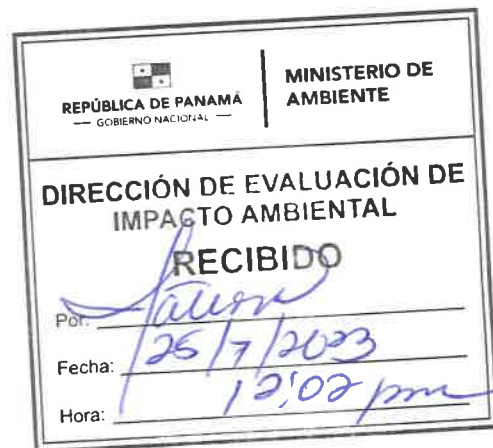 REPÚBLICA DE PANAMÁ
— GOBIERNO NACIONAL —
MINISTERIO DE
AMBIENTE
DIRECCIÓN DE EVALUACIÓN DE
IMPACTO AMBIENTAL
RECIBIDO
Por:
Fecha: 25/7/2023
Hora: 12:02 pm